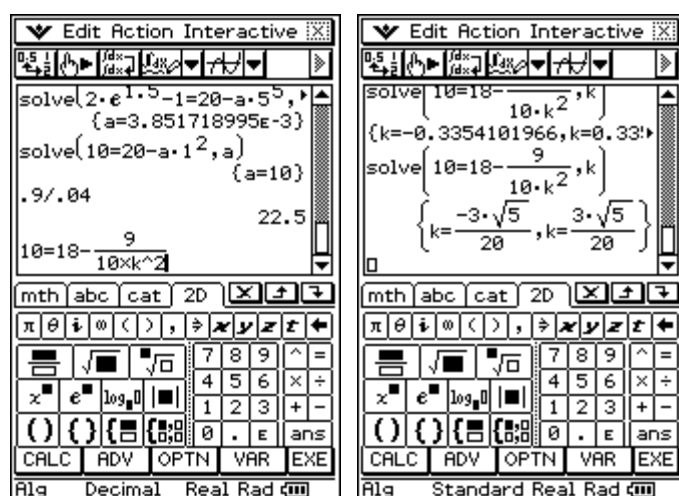 Edit Action Interactive
solve(2·e^1.5-1=20-a·5^5,
{a=3.851718995ᴇ-3}
solve(10=20-a·1^2,a)
{a=10}
.9/.04
22.5
10=18-9/10×k^2
mth abc cat 2D
π θ i ∞ ( ) , ⇒ x y z t ←
7 8 9 ^ =
x■ e■ log■□ |■| 4 5 6 × ÷
1 2 3 + -
() {} 0 . ᴇ ans
CALC ADV OPTN VAR EXE
Alg Decimal Real Rad
Edit Action Interactive
solve(10=18-9/10·k^2,k)
{k=-0.3354101966,k=0.335
solve(10=18-9/10·k^2,k)
{k=-3·√5/20,k=3·√5/20}
mth abc cat 2D
π θ i ∞ ( ) , ⇒ x y z t ←
7 8 9 ^ =
x■ e■ log■□ |■| 4 5 6 × ÷
1 2 3 + -
() {} 0 . ᴇ ans
CALC ADV OPTN VAR EXE
Alg Standard Real Rad